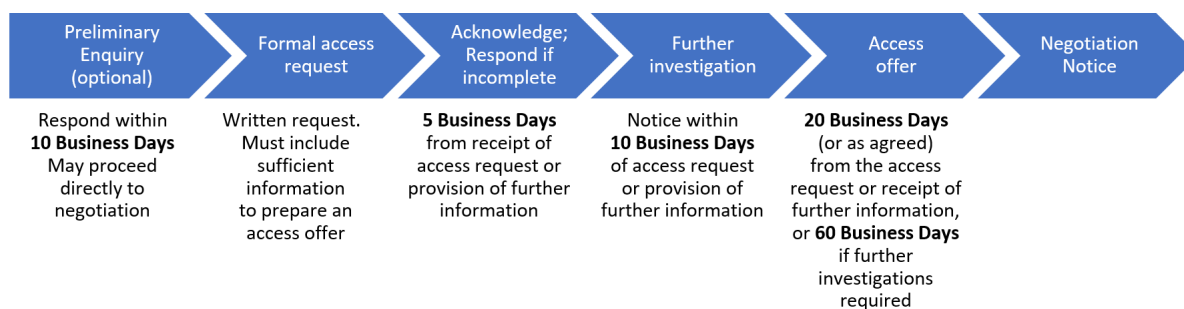 Preliminary
Enquiry
(optional)
Formal access
request
Acknowledge;
Respond if
incomplete
Further
investigation
Access
offer
Negotiation
Notice
Respond within
10 Business Days
May proceed
directly to
negotiation
Written request.
Must include
sufficient
information
to prepare an
access offer
5 Business Days
from receipt of
access request or
provision of further
information
Notice within
10 Business Days
of access request
or provision of
further information
20 Business Days
(or as agreed)
from the access
request or receipt of
further information,
or 60 Business Days
if further
investigations
required